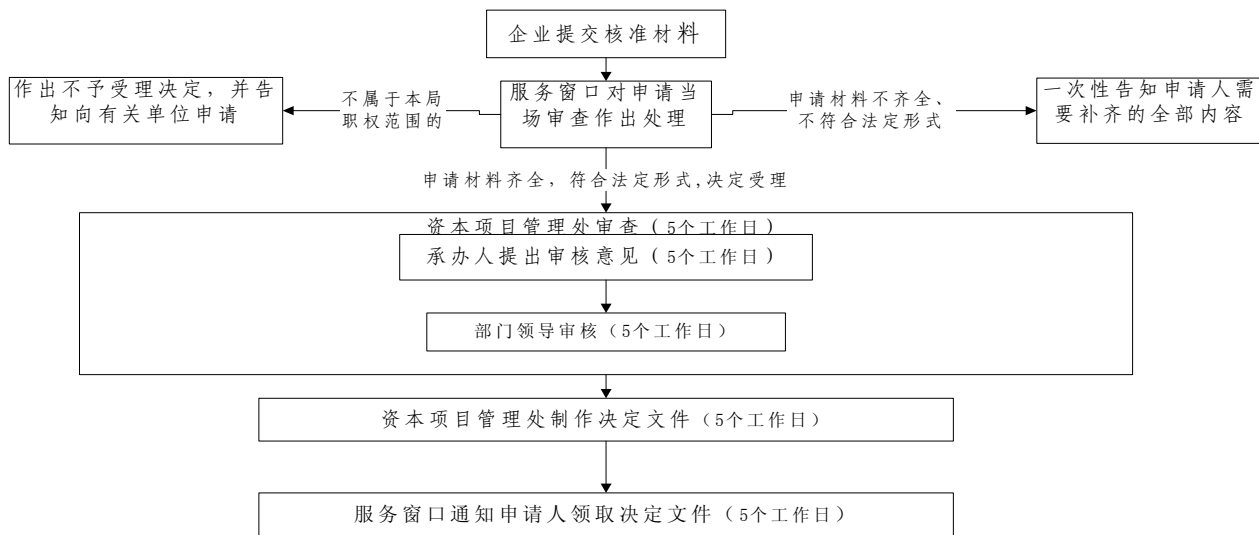 企业提交核准材料
作出不予受理决定，并告
知向有关单位申请
不属于本局
职权范围的
服务窗口对申请当
场审查作出处理
申请材料不齐全、
不符合法定形式
一次性告知申请人需
要补齐的全部内容
申请材料齐全，符合法定形式,决定受理
资本项目管理处审查（5个工作日）
承办人提出审核意见（5个工作日）
部门领导审核（5个工作日）
资本项目管理处制作决定文件（5个工作日）
服务窗口通知申请人领取决定文件（5个工作日）